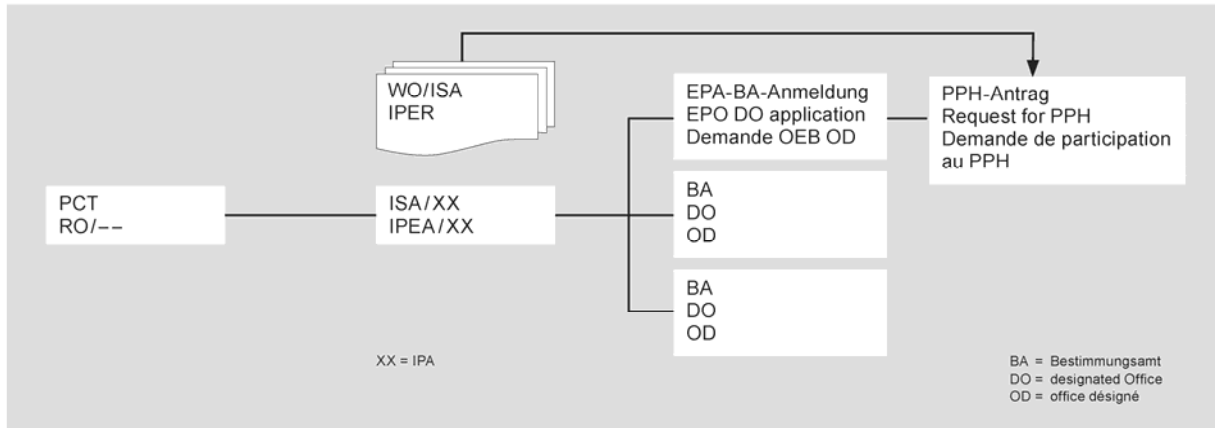 WO/ISA
IPER
EPA-BA-Anmeldung
EPO DO application
Demande OEB OD
PPH-Antrag
Request for PPH
Demande de participation
au PPH
PCT
RO/--
ISA/XX
IPEA/XX
BA
DO
OD
BA
DO
OD
XX = IPA
BA = Bestimmungsamt
DO = designated Office
OD = office désigné